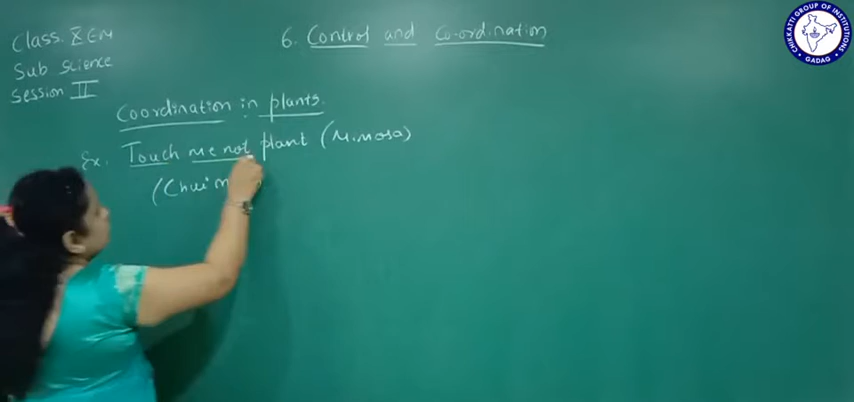 Class. X EM
Sub science
Session II
6. Control and Co-ordination
Coordination in plants.
Ex. Touch me not plant (Mimosa)
(Chui m
CHIKKATTI GROUP OF INSTITUTIONS
GADAG